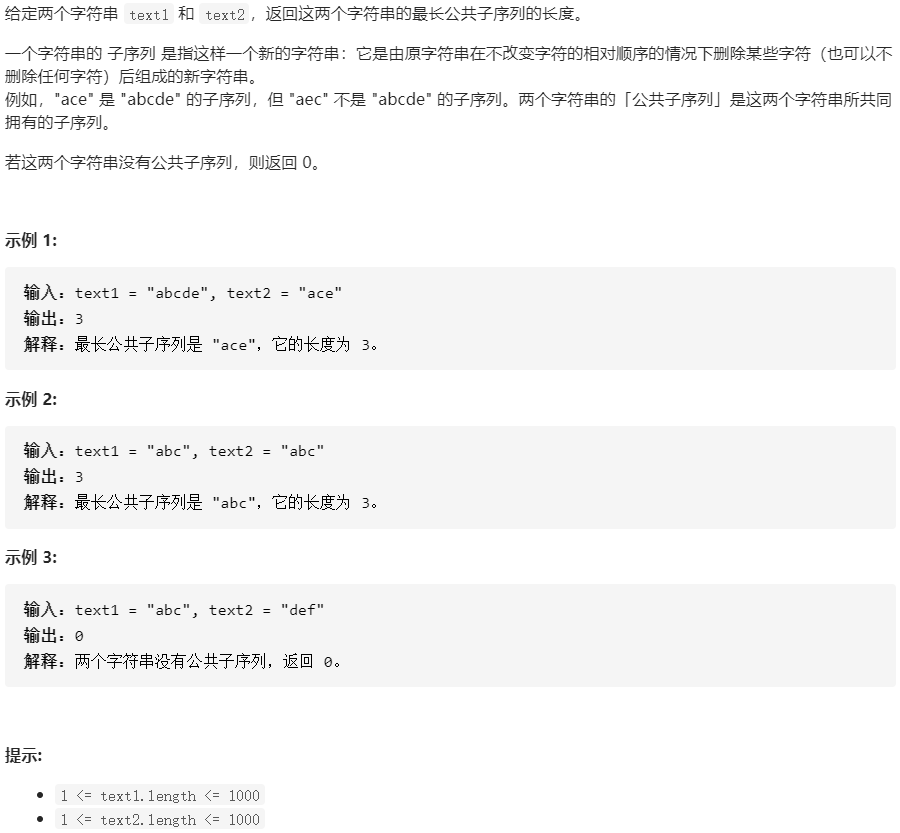 给定两个字符串 text1 和 text2，返回这两个字符串的最长公共子序列的长度。
一个字符串的 子序列 是指这样一个新的字符串：它是由原字符串在不改变字符的相对顺序的情况下删除某些字符（也可以不
删除任何字符）后组成的新字符串。
例如，"ace" 是 "abcde" 的子序列，但 "aec" 不是 "abcde" 的子序列。两个字符串的「公共子序列」是这两个字符串所共同
拥有的子序列。
若这两个字符串没有公共子序列，则返回 0。
示例 1:
输入：text1 = "abcde", text2 = "ace"
输出：3
解释：最长公共子序列是 "ace"，它的长度为 3。
示例 2:
输入：text1 = "abc", text2 = "abc"
输出：3
解释：最长公共子序列是 "abc"，它的长度为 3。
示例 3:
输入：text1 = "abc", text2 = "def"
输出：0
解释：两个字符串没有公共子序列，返回 0。
提示:
• 1 <= text1.length <= 1000
• 1 <= text2.length <= 1000